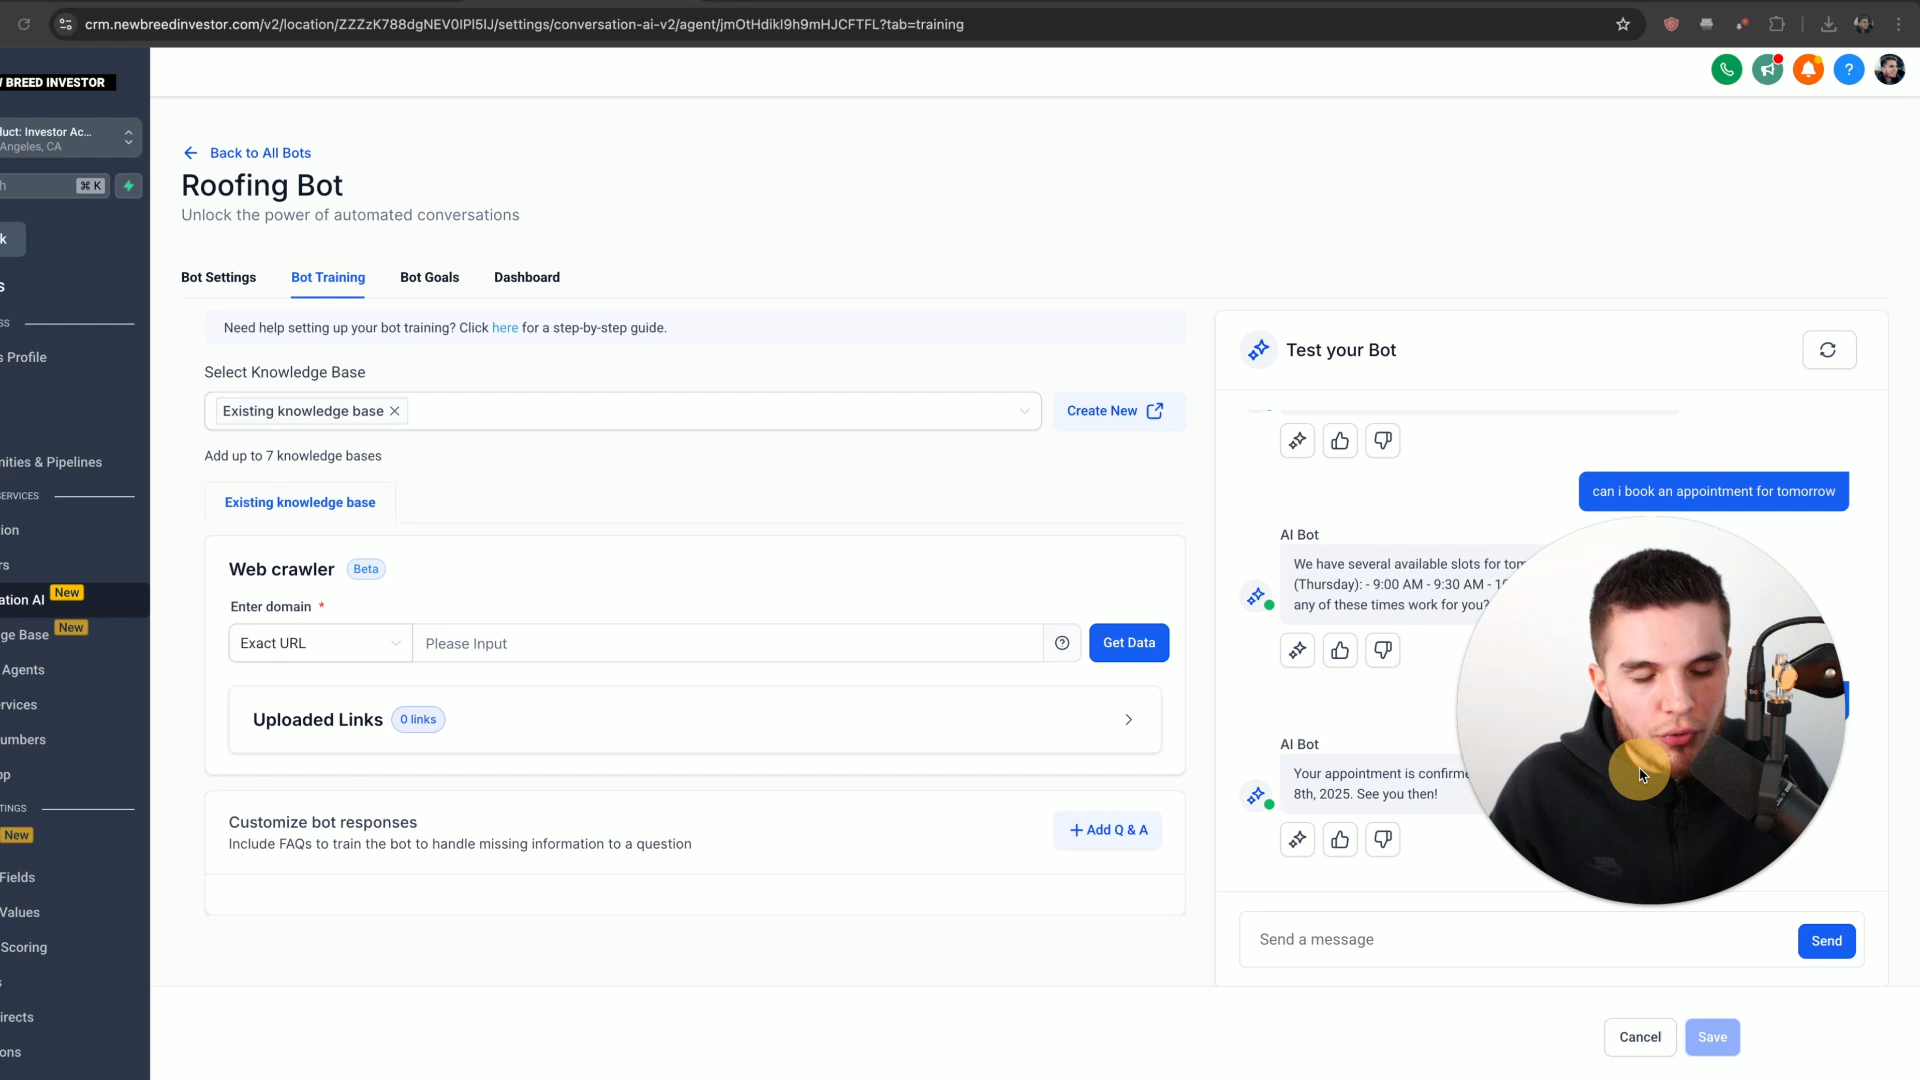 crm.newbreedinvestor.com/v2/location/ZZZzK788dgNEV0IPl5lJ/settings/conversation-ai-v2/agent/jmOtHdikI9h9mHJCFTFL?tab=training
BREED INVESTOR
duct: Investor Ac...
Angeles, CA
⌘ K
s Profile
nities & Pipelines
ERVICES
ation AI New
ge Base New
Agents
rvices
umbers
TINGS
New
Fields
Values
Scoring
irects
ons
Back to All Bots
Roofing Bot
Unlock the power of automated conversations
Bot Settings
Bot Training
Bot Goals
Dashboard
Need help setting up your bot training? Click here for a step-by-step guide.
Select Knowledge Base
Existing knowledge base
Create New
Add up to 7 knowledge bases
Existing knowledge base
Web crawler Beta
Enter domain *
Exact URL
Please Input
Get Data
Uploaded Links 0 links
Customize bot responses
Include FAQs to train the bot to handle missing information to a question
+ Add Q & A
Test your Bot
can i book an appointment for tomorrow
AI Bot
We have several available slots for tom
(Thursday): - 9:00 AM - 9:30 AM - 1
any of these times work for you?
AI Bot
Your appointment is confirme
8th, 2025. See you then!
Send a message
Send
Cancel
Save